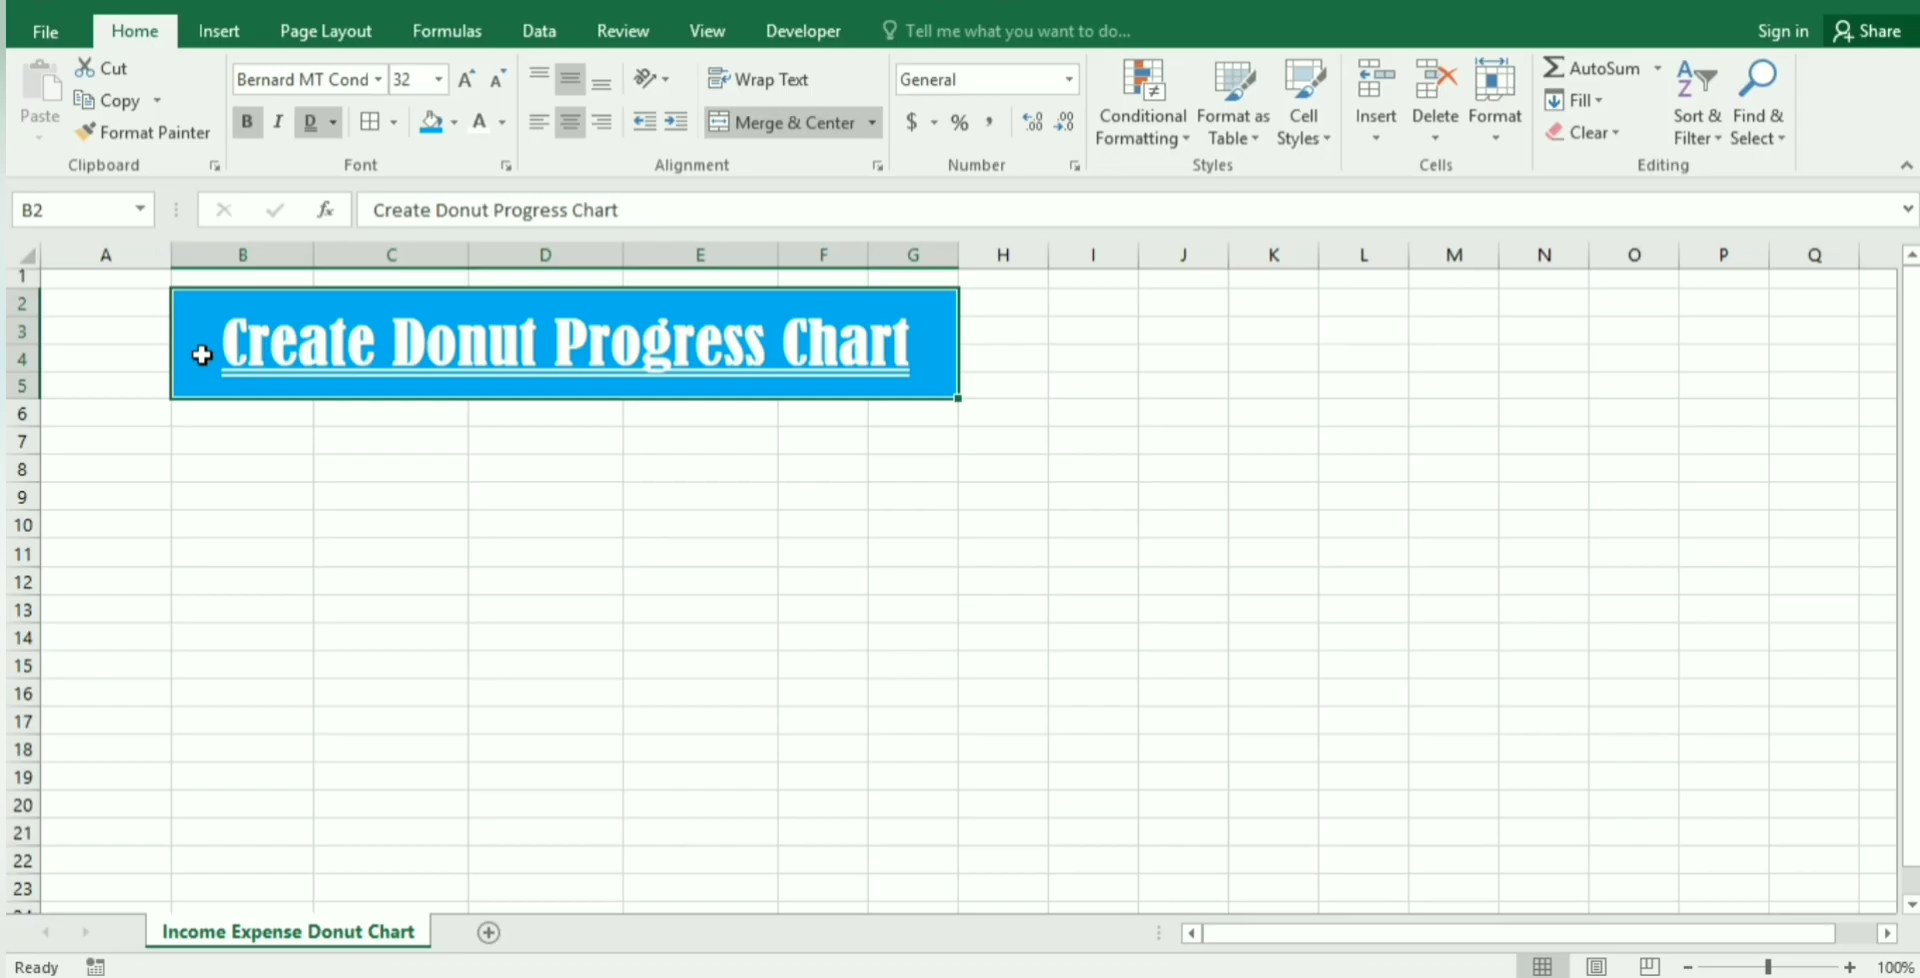 File Home Insert Page Layout Formulas Data Review View Developer Tell me what you want to do... Sign in Share
Paste Cut Copy Format Painter Clipboard
Bernard MT Cond 32 A A B I D A Font
Wrap Text Merge & Center Alignment
General $ % , .00 .00 Number
Conditional Formatting Format as Table Cell Styles Styles
Insert Delete Format Cells
AutoSum Fill Clear Sort & Filter Find & Select Editing
B2 fx Create Donut Progress Chart
A B C D E F G H I J K L M N O P Q
1
2
Create Donut Progress Chart
3
4
5
6
7
8
9
10
11
12
13
14
15
16
17
18
19
20
21
22
23
Income Expense Donut Chart
Ready 100%